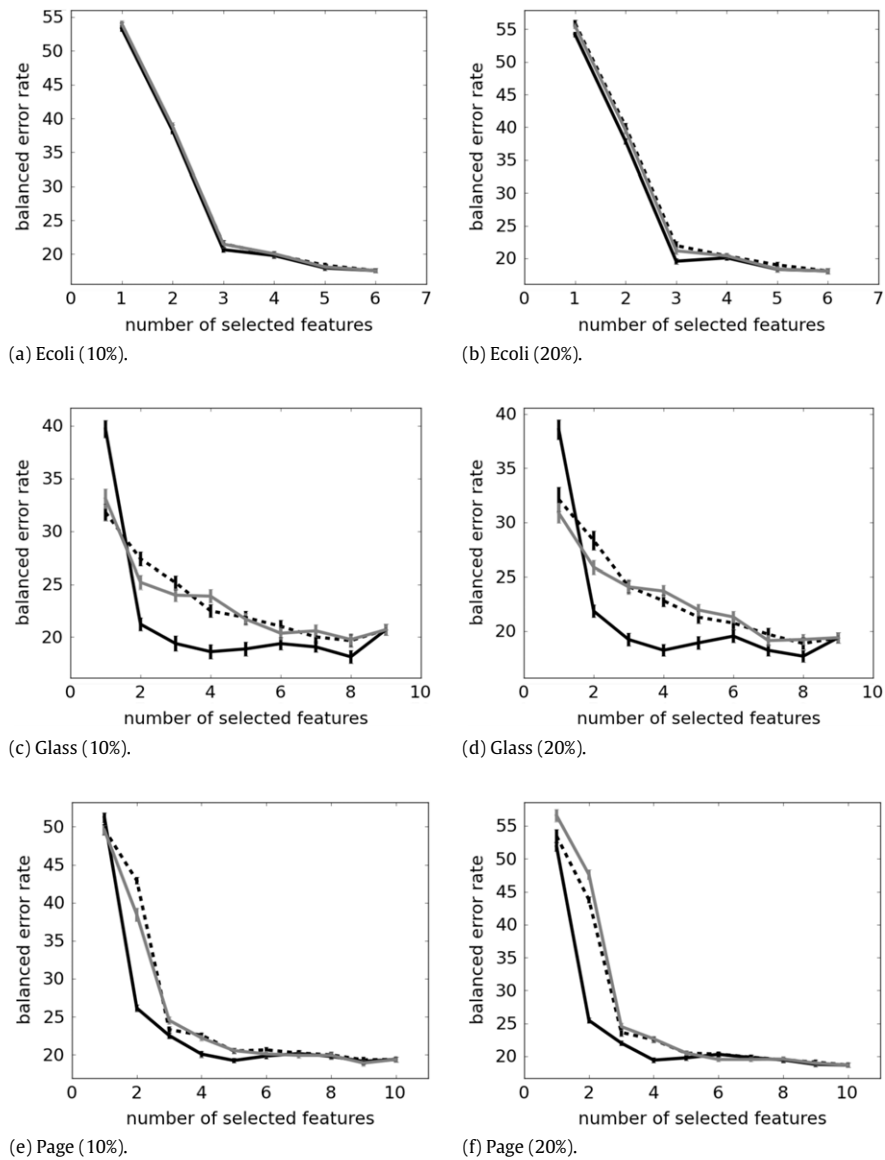 55
50
45
40
35
30
25
20
balanced error rate
0 1 2 3 4 5 6 7
number of selected features
(a) Ecoli (10%).
55
50
45
40
35
30
25
20
balanced error rate
0 1 2 3 4 5 6 7
number of selected features
(b) Ecoli (20%).
40
35
30
25
20
balanced error rate
0 2 4 6 8 10
number of selected features
(c) Glass (10%).
40
35
30
25
20
balanced error rate
0 2 4 6 8 10
number of selected features
(d) Glass (20%).
50
45
40
35
30
25
20
balanced error rate
0 2 4 6 8 10
number of selected features
(e) Page (10%).
55
50
45
40
35
30
25
20
balanced error rate
0 2 4 6 8 10
number of selected features
(f) Page (20%).